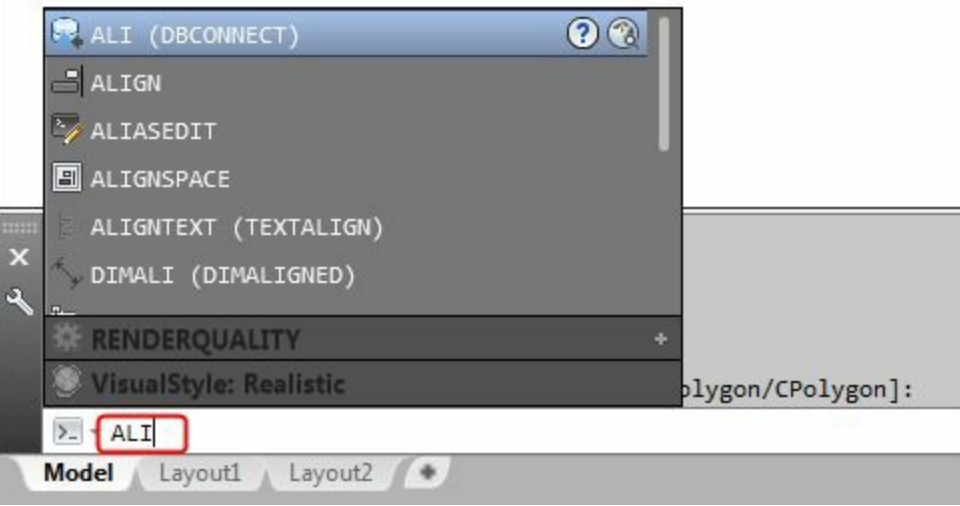 ALI (DBCONNECT)
ALIGN
ALIASEDIT
ALIGNSPACE
ALIGNTEXT (TEXTALIGN)
DIMALI (DIMALIGNED)
RENDERQUALITY
VisualStyle: Realistic
olygon/CPolygon]:
ALI
Model Layout1 Layout2